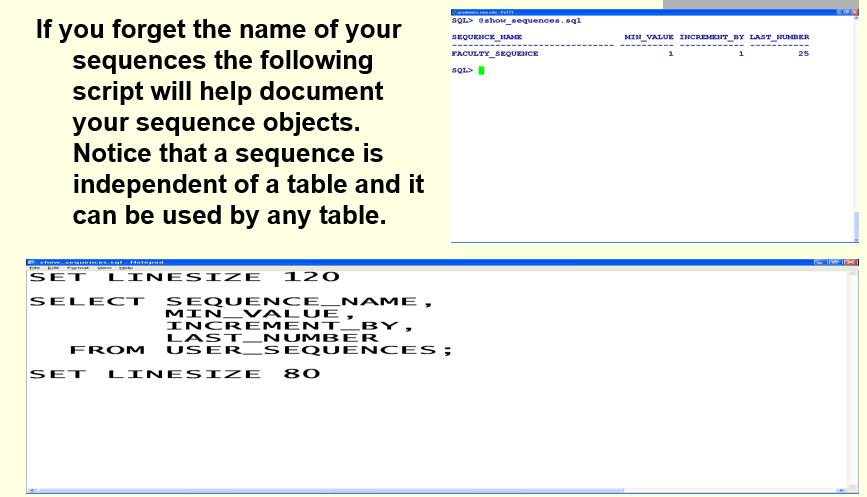 If you forget the name of your
sequences the following
script will help document
your sequence objects.
Notice that a sequence is
independent of a table and it
can be used by any table.
SQL> @show_sequences.sql
SEQUENCE_NAME MIN_VALUE INCREMENT_BY LAST_NUMBER
------------------------------ ---------- ------------ -----------
FACULTY_SEQUENCE 1 1 25
SQL>
show_sequences.sql - Notepad
File Edit Format View Help
SET LINESIZE 120
SELECT SEQUENCE_NAME,
MIN_VALUE,
INCREMENT_BY,
LAST_NUMBER
FROM USER_SEQUENCES;
SET LINESIZE 80